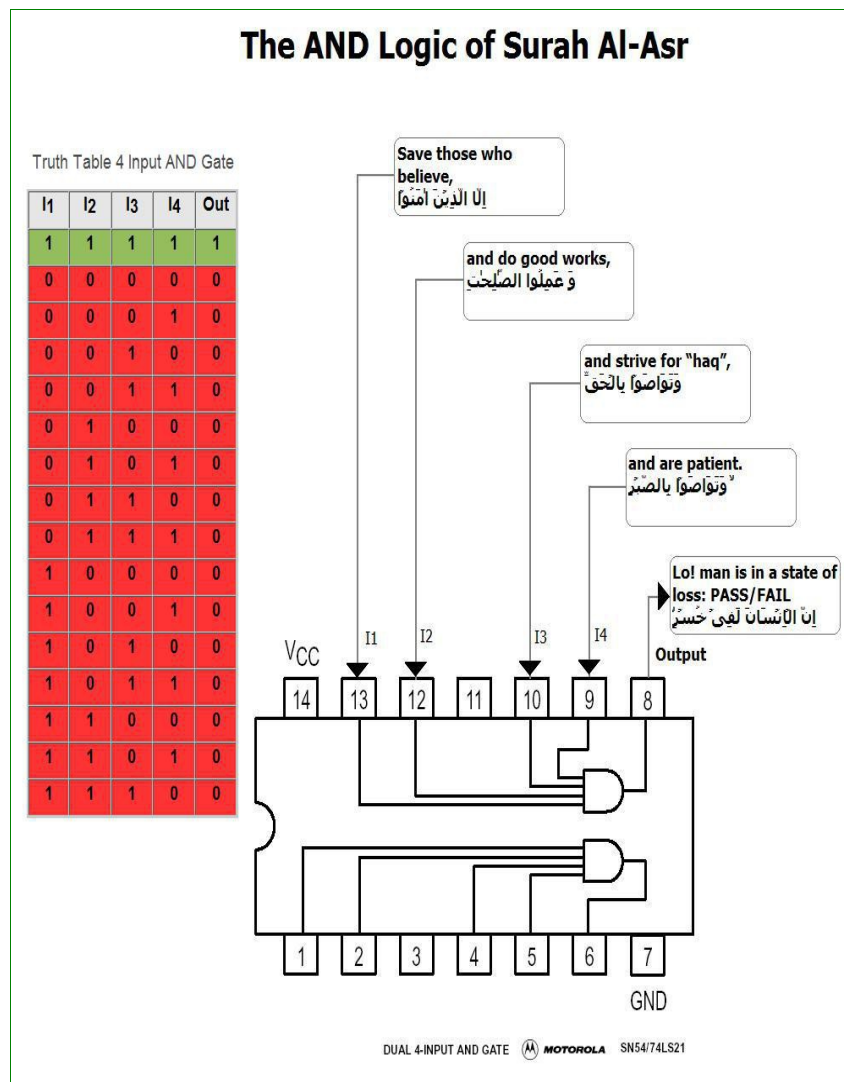 The AND Logic of Surah Al-Asr
Truth Table 4 Input AND Gate
I1 I2 I3 I4 Out
1 1 1 1 1
0 0 0 0 0
0 0 0 1 0
0 0 1 0 0
0 0 1 1 0
0 1 0 0 0
0 1 0 1 0
0 1 1 0 0
0 1 1 1 0
1 0 0 0 0
1 0 0 1 0
1 0 1 0 0
1 0 1 1 0
1 1 0 0 0
1 1 0 1 0
1 1 1 0 0
Save those who
believe,
اِلَّا الَّذِيْنَ اٰمَنُوْا
and do good works,
وَ عَمِلُوا الصّٰلِحٰتِ
and strive for “haq”,
وَتَوَاصَوْا بِالْحَقِّ
and are patient.
وَتَوَاصَوْا بِالصَّبْرِ
Lo! man is in a state of
loss: PASS/FAIL
اِنَّ الْاِنْسَانَ لَفِىْ خُسْرٍ
Output
I1 I2 I3 I4
VCC
14 13 12 11 10 9 8
1 2 3 4 5 6 7
GND
DUAL 4-INPUT AND GATE M MOTOROLA SN54/74LS21